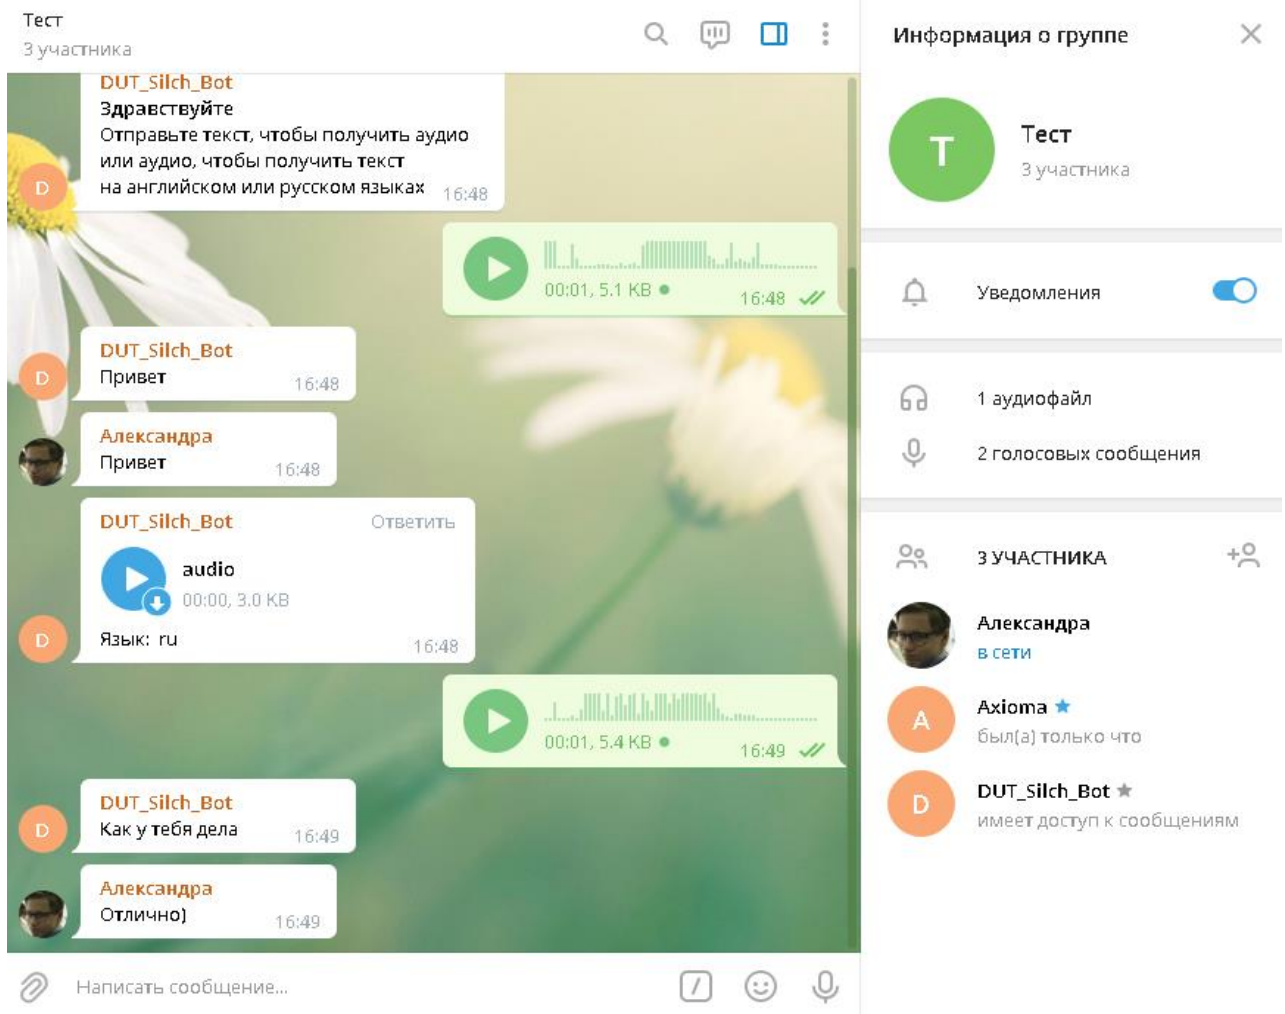 Тест
3 участника
DUT_Silch_Bot
Здравствуйте
Отправьте текст, чтобы получить аудио
или аудио, чтобы получить текст
на английском или русском языках
16:48
D
00:01, 5.1 KB
16:48
DUT_Silch_Bot
Привет
16:48
D
Александра
Привет
16:48
DUT_Silch_Bot
Ответить
audio
00:00, 3.0 KB
Язык: ru
16:48
D
00:01, 5.4 KB
16:49
DUT_Silch_Bot
Как у тебя дела
16:49
D
Александра
Отлично)
16:49
Написать сообщение...
Информация о группе
Т
Тест
3 участника
Уведомления
1 аудиофайл
2 голосовых сообщения
3 УЧАСТНИКА
Александра
в сети
A
Axioma
был(а) только что
D
DUT_Silch_Bot
имеет доступ к сообщениям